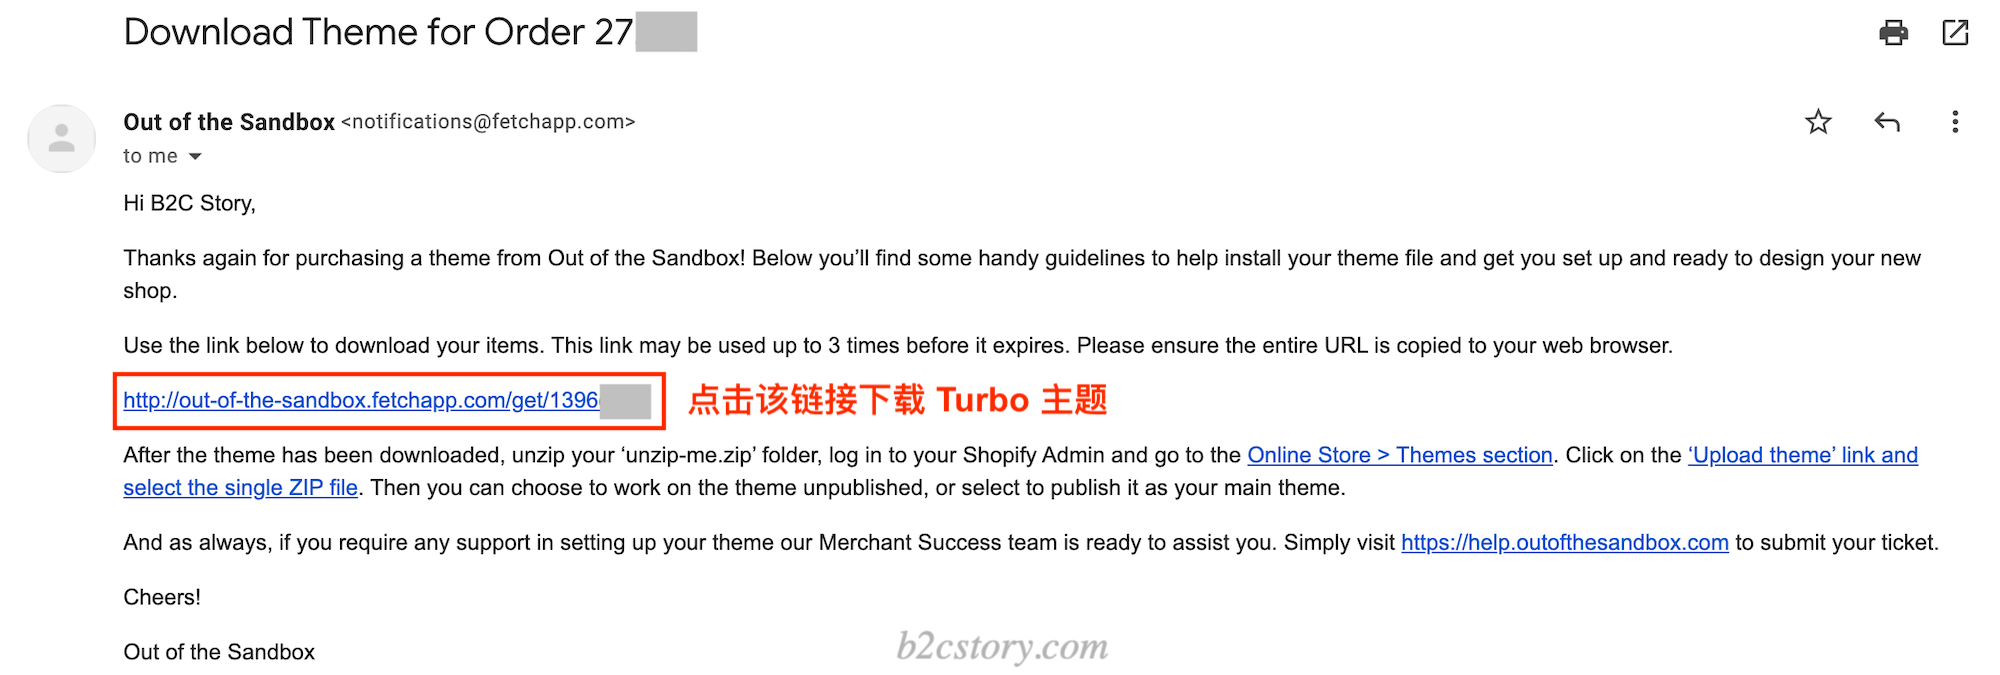 Download Theme for Order 27
Out of the Sandbox <notifications@fetchapp.com>
to me
Hi B2C Story,
Thanks again for purchasing a theme from Out of the Sandbox! Below you’ll find some handy guidelines to help install your theme file and get you set up and ready to design your new
shop.
Use the link below to download your items. This link may be used up to 3 times before it expires. Please ensure the entire URL is copied to your web browser.
http://out-of-the-sandbox.fetchapp.com/get/1396 点击该链接下载 Turbo 主题
After the theme has been downloaded, unzip your ‘unzip-me.zip’ folder, log in to your Shopify Admin and go to the Online Store > Themes section. Click on the ‘Upload theme’ link and
select the single ZIP file. Then you can choose to work on the theme unpublished, or select to publish it as your main theme.
And as always, if you require any support in setting up your theme our Merchant Success team is ready to assist you. Simply visit https://help.outofthesandbox.com to submit your ticket.
Cheers!
Out of the Sandbox
b2cstory.com